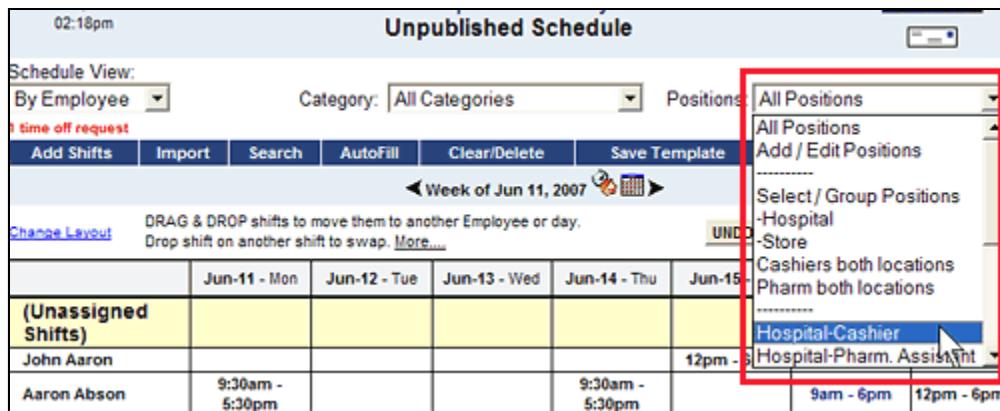 02:18pm
Unpublished Schedule
Schedule View:
By Employee
Category: All Categories
Positions: All Positions
1 time off request
Add Shifts Import Search AutoFill Clear/Delete Save Template
Week of Jun 11, 2007
Change Layout
DRAG & DROP shifts to move them to another Employee or day.
Drop shift on another shift to swap. More....
All Positions
Add / Edit Positions
----------
Select / Group Positions
-Hospital
-Store
Cashiers both locations
Pharm both locations
----------
Hospital-Cashier
Hospital-Pharm. Assistant
Jun-11 - Mon Jun-12 - Tue Jun-13 - Wed Jun-14 - Thu Jun-15 -
(Unassigned
Shifts)
John Aaron 12pm -
Aaron Abson 9:30am - 5:30pm 9:30am - 5:30pm 9am - 6pm 12pm - 6pm